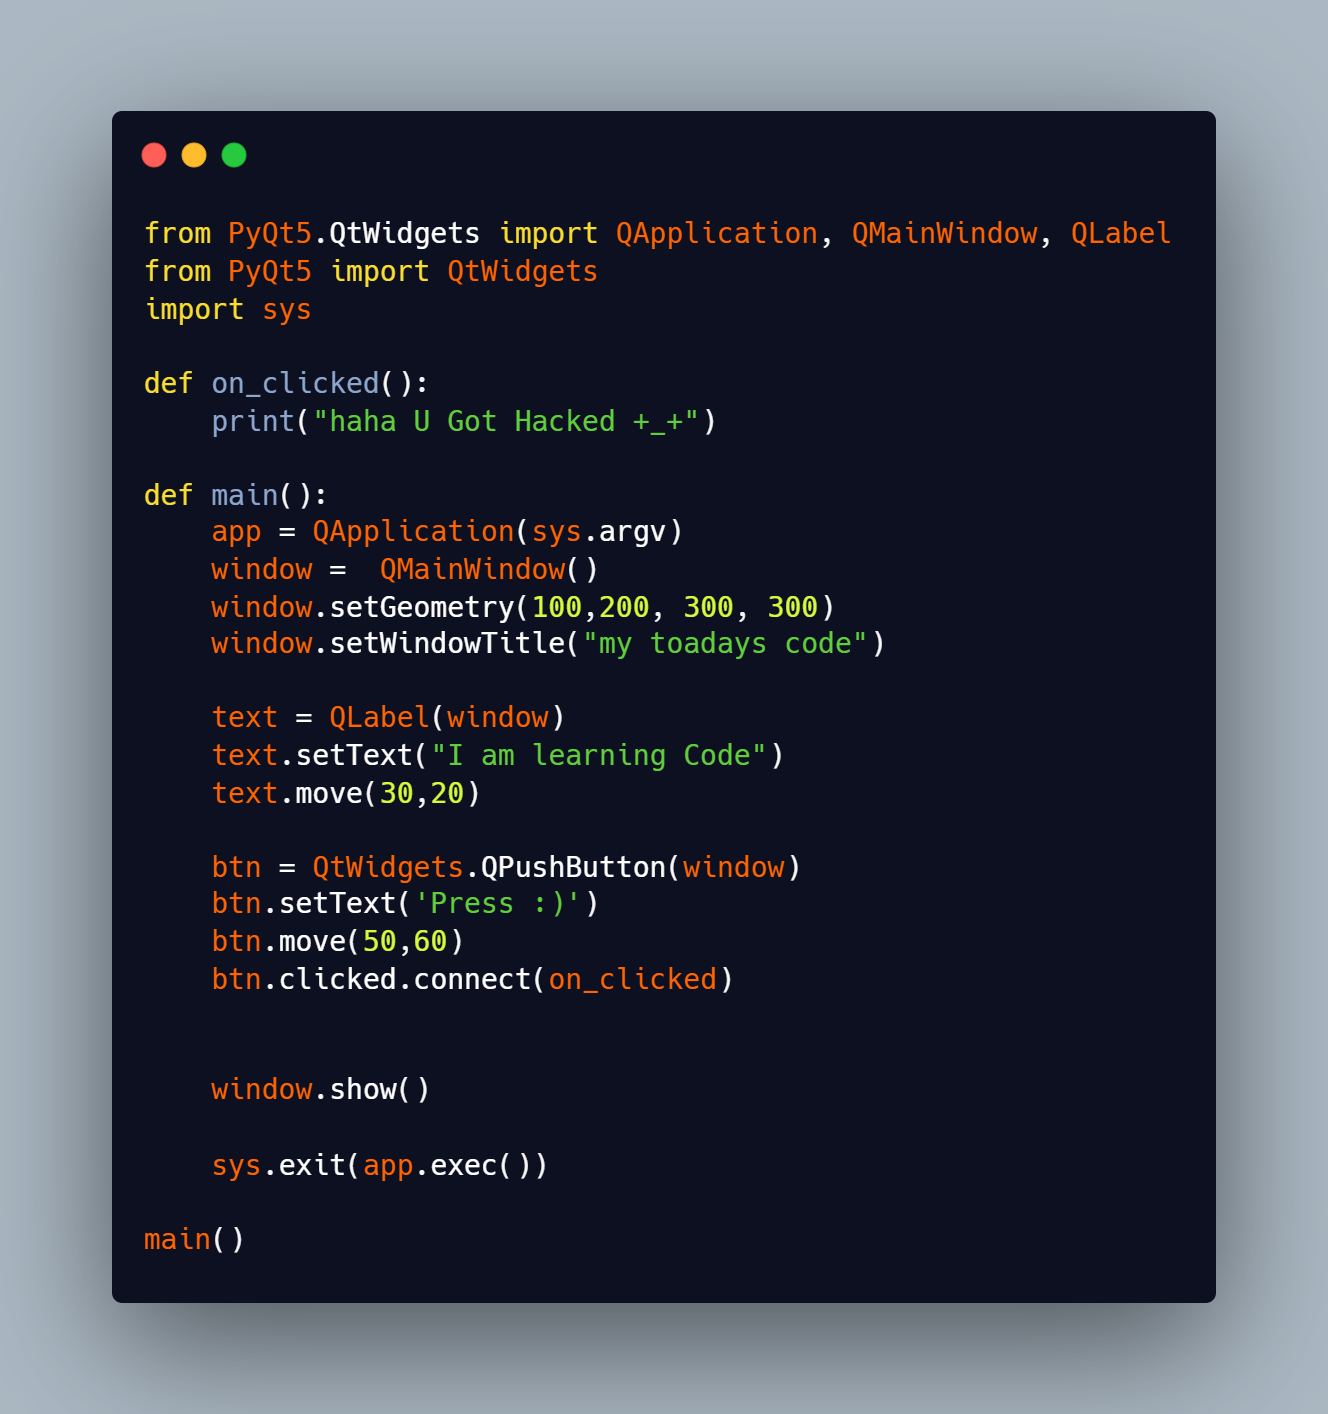 from PyQt5.QtWidgets import QApplication, QMainWindow, QLabel
from PyQt5 import QtWidgets
import sys

def on_clicked():
    print("haha U Got Hacked +_+")

def main():
    app = QApplication(sys.argv)
    window =  QMainWindow()
    window.setGeometry(100,200, 300, 300)
    window.setWindowTitle("my toadays code")

    text = QLabel(window)
    text.setText("I am learning Code")
    text.move(30,20)

    btn = QtWidgets.QPushButton(window)
    btn.setText('Press :)')
    btn.move(50,60)
    btn.clicked.connect(on_clicked)


    window.show()

    sys.exit(app.exec())

main()